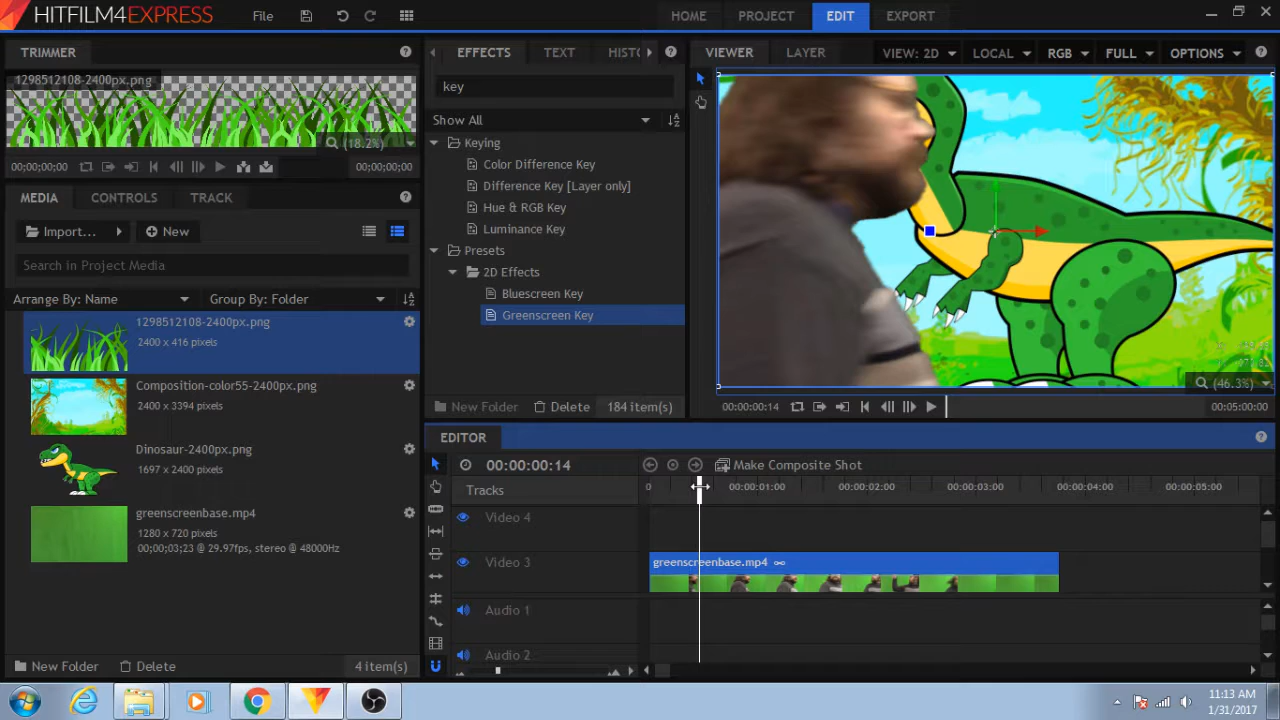 HITFILM4EXPRESS File HOME PROJECT EDIT EXPORT
TRIMMER
1298512108-2400px.png
(18.2%)
00;00;00;00 00;00;00;00
MEDIA CONTROLS TRACK
Import... New
Search in Project Media
Arrange By: Name Group By: Folder
1298512108-2400px.png
2400 x 416 pixels
Composition-color55-2400px.png
2400 x 3394 pixels
Dinosaur-2400px.png
1697 x 2400 pixels
greenscreenbase.mp4
1280 x 720 pixels
00;00;03;23 @ 29.97fps, stereo @ 48000Hz
New Folder Delete 4 item(s)
EFFECTS TEXT HISTO
key
Show All
Keying
Color Difference Key
Difference Key [Layer only]
Hue & RGB Key
Luminance Key
Presets
2D Effects
Bluescreen Key
Greenscreen Key
New Folder Delete 184 item(s)
VIEWER LAYER VIEW: 2D LOCAL RGB FULL OPTIONS
(46.3%)
00:00:00:14 00:05:00:00
EDITOR
00:00:00:14 Make Composite Shot
Tracks 0 00:00:01:00 00:00:02:00 00:00:03:00 00:00:04:00 00:00:05:00
Video 4
Video 3 greenscreenbase.mp4
Audio 1
Audio 2
11:13 AM
1/31/2017